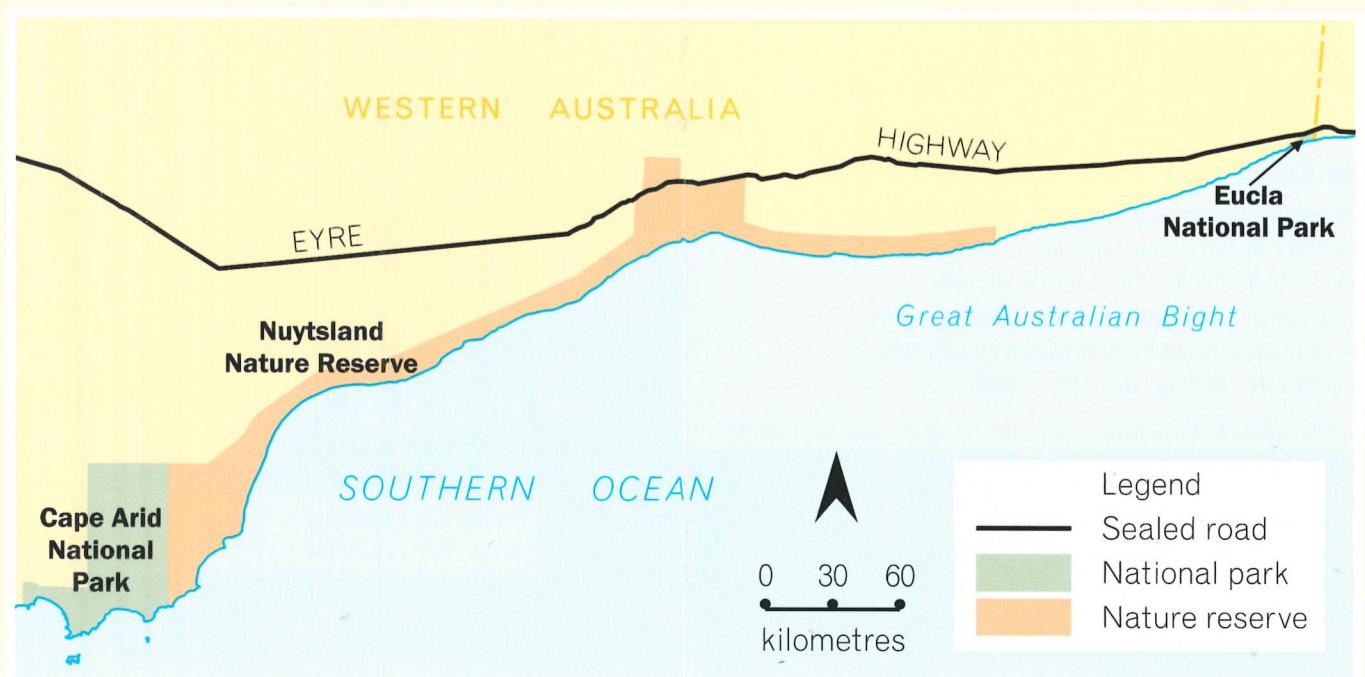 WESTERN AUSTRALIA
HIGHWAY
EYRE
Eucla
National Park
Nuytsland
Nature Reserve
Great Australian Bight
SOUTHERN OCEAN
Cape Arid
National
Park
0 30 60
kilometres
Legend
Sealed road
National park
Nature reserve